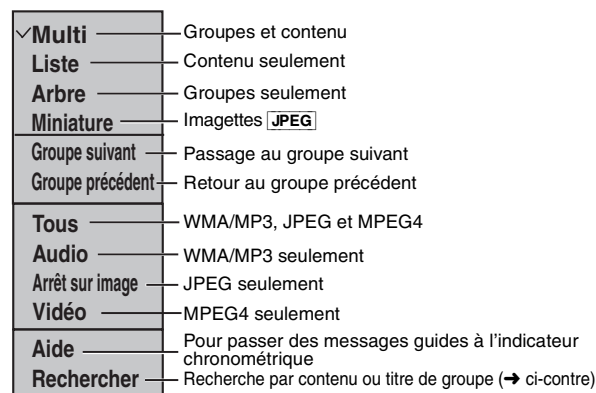 ✓Multi — Groupes et contenu
Liste — Contenu seulement
Arbre — Groupes seulement
Miniature — Imagettes JPEG
Groupe suivant — Passage au groupe suivant
Groupe précédent — Retour au groupe précédent
Tous — WMA/MP3, JPEG et MPEG4
Audio — WMA/MP3 seulement
Arrêt sur image — JPEG seulement
Vidéo — MPEG4 seulement
Aide — Pour passer des messages guides à l'indicateur
chronométrique
Rechercher — Recherche par contenu ou titre de groupe (➜ ci-contre)